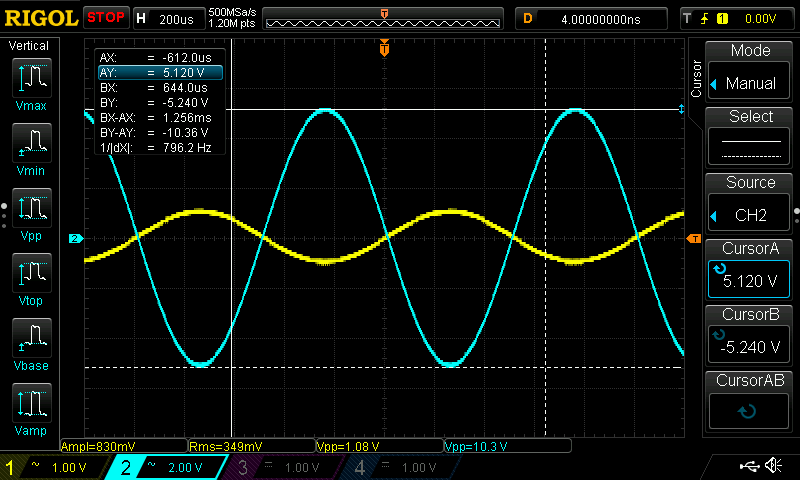 RIGOL STOP H 200us 500MSa/s 1.20M pts T D 4.00000000ns T 1 0.00V
Vertical
Vmax
Vmin
Vpp
Vtop
Vbase
Vamp
AX: = -612.0us
AY: = 5.120 V
BX: = 644.0us
BY: = -5.240 V
BX-AX: = 1.256ms
BY-AY: = -10.36 V
1/|dX|: = 796.2 Hz
T
2
T
Cursor
Mode
Manual
Select
Source
CH2
CursorA
5.120 V
CursorB
-5.240 V
CursorAB
Ampl=830mV Rms=349mV Vpp=1.08 V Vpp=10.3 V
1 ~ 1.00 V 2 ~ 2.00 V 3 = 1.00 V 4 = 1.00 V